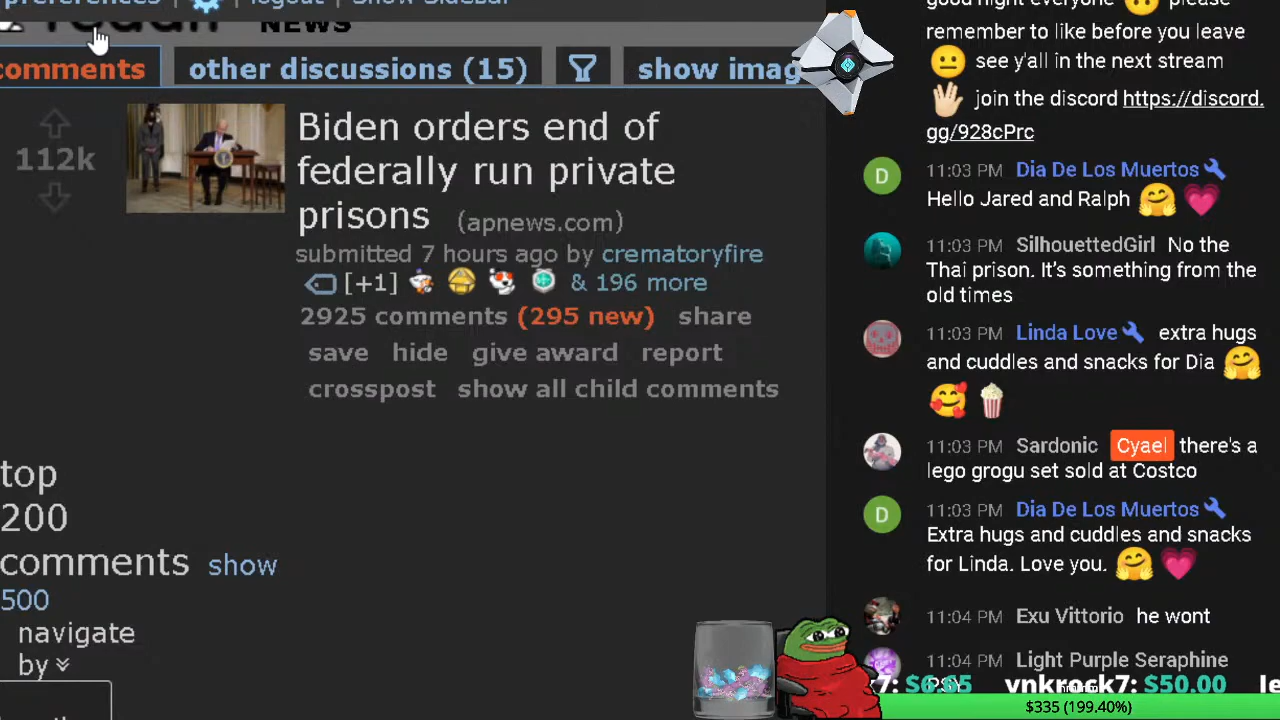 preferences | logout | Show Sidebar
NEWS
comments other discussions (15) show imag
112k
Biden orders end of
federally run private
prisons (apnews.com)
submitted 7 hours ago by crematoryfire
[+1] & 196 more
2925 comments (295 new) share
save hide give award report
crosspost show all child comments
top
200
comments show
500
navigate
by
good night everyone please
remember to like before you leave
see y'all in the next stream
join the discord https://discord.
gg/928cPrc
D 11:03 PM Dia De Los Muertos
Hello Jared and Ralph
11:03 PM SilhouettedGirl No the
Thai prison. It's something from the
old times
11:03 PM Linda Love extra hugs
and cuddles and snacks for Dia
11:03 PM Sardonic Cyael there's a
lego grogu set sold at Costco
D 11:03 PM Dia De Los Muertos
Extra hugs and cuddles and snacks
for Linda. Love you.
11:04 PM Exu Vittorio he wont
11:04 PM Light Purple Seraphine
7: $6.65 vnkrock7: $50.00 le
$335 (199.40%)